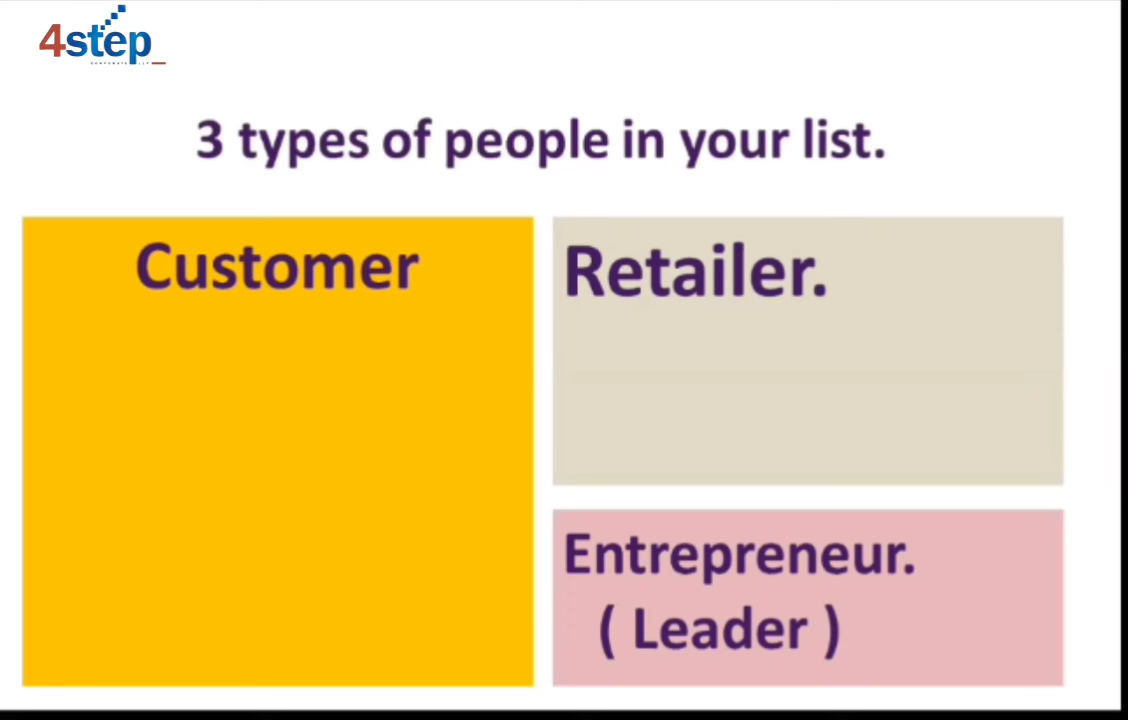 4step
3 types of people in your list.
Customer
Retailer.
Entrepreneur.
( Leader )